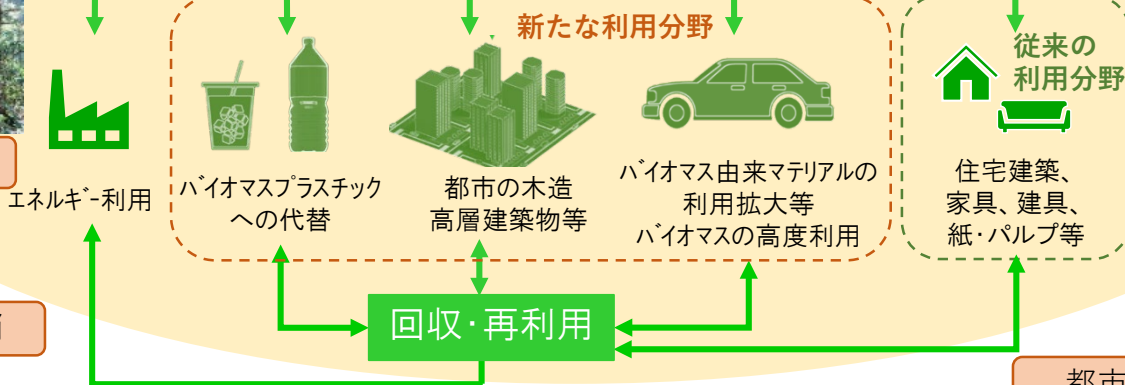 新たな利用分野
従来の
利用分野
エネルギー利用
バイオマスプラスチック
への代替
都市の木造
高層建築物等
バイオマス由来マテリアルの
利用拡大等
バイオマスの高度利用
住宅建築、
家具、建具、
紙・パルプ等
回収・再利用
都市